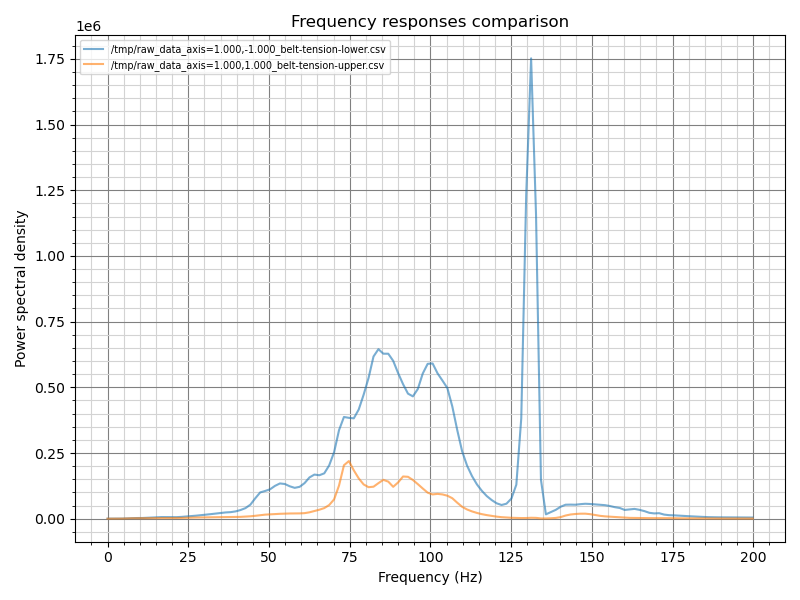 Frequency responses comparison
1e6
/tmp/raw_data_axis=1.000,-1.000_belt-tension-lower.csv
/tmp/raw_data_axis=1.000,1.000_belt-tension-upper.csv
1.75
1.50
1.25
1.00
0.75
0.50
0.25
0.00
Power spectral density
0 25 50 75 100 125 150 175 200
Frequency (Hz)